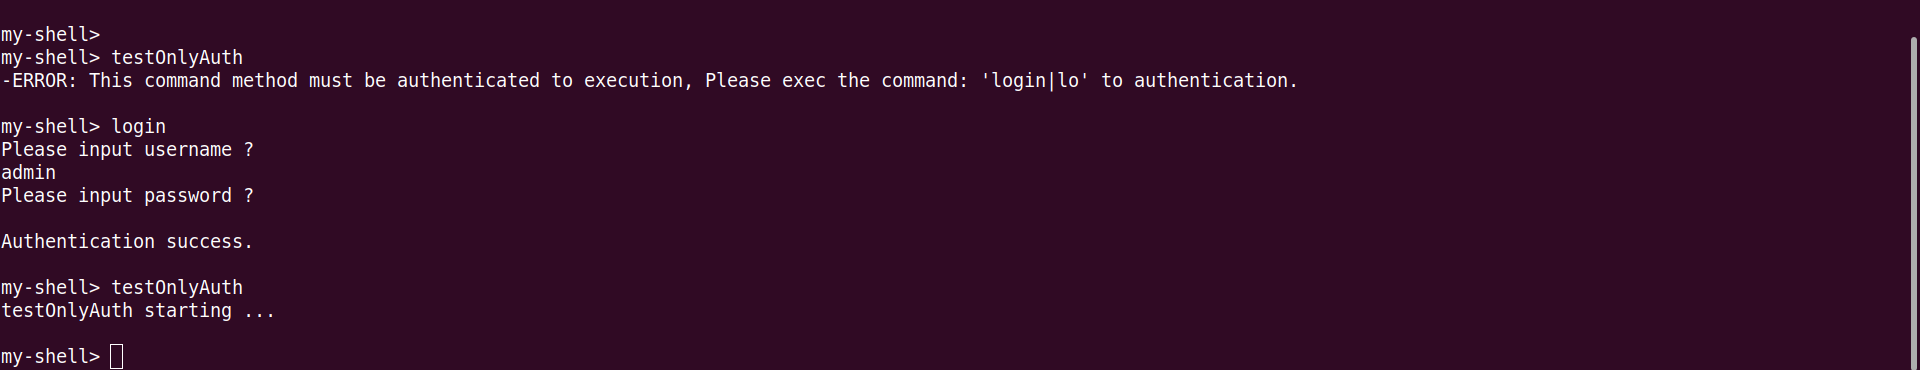 my-shell>
my-shell> testOnlyAuth
-ERROR: This command method must be authenticated to execution, Please exec the command: 'login|lo' to authentication.
my-shell> login
Please input username ?
admin
Please input password ?
Authentication success.
my-shell> testOnlyAuth
testOnlyAuth starting ...
my-shell>